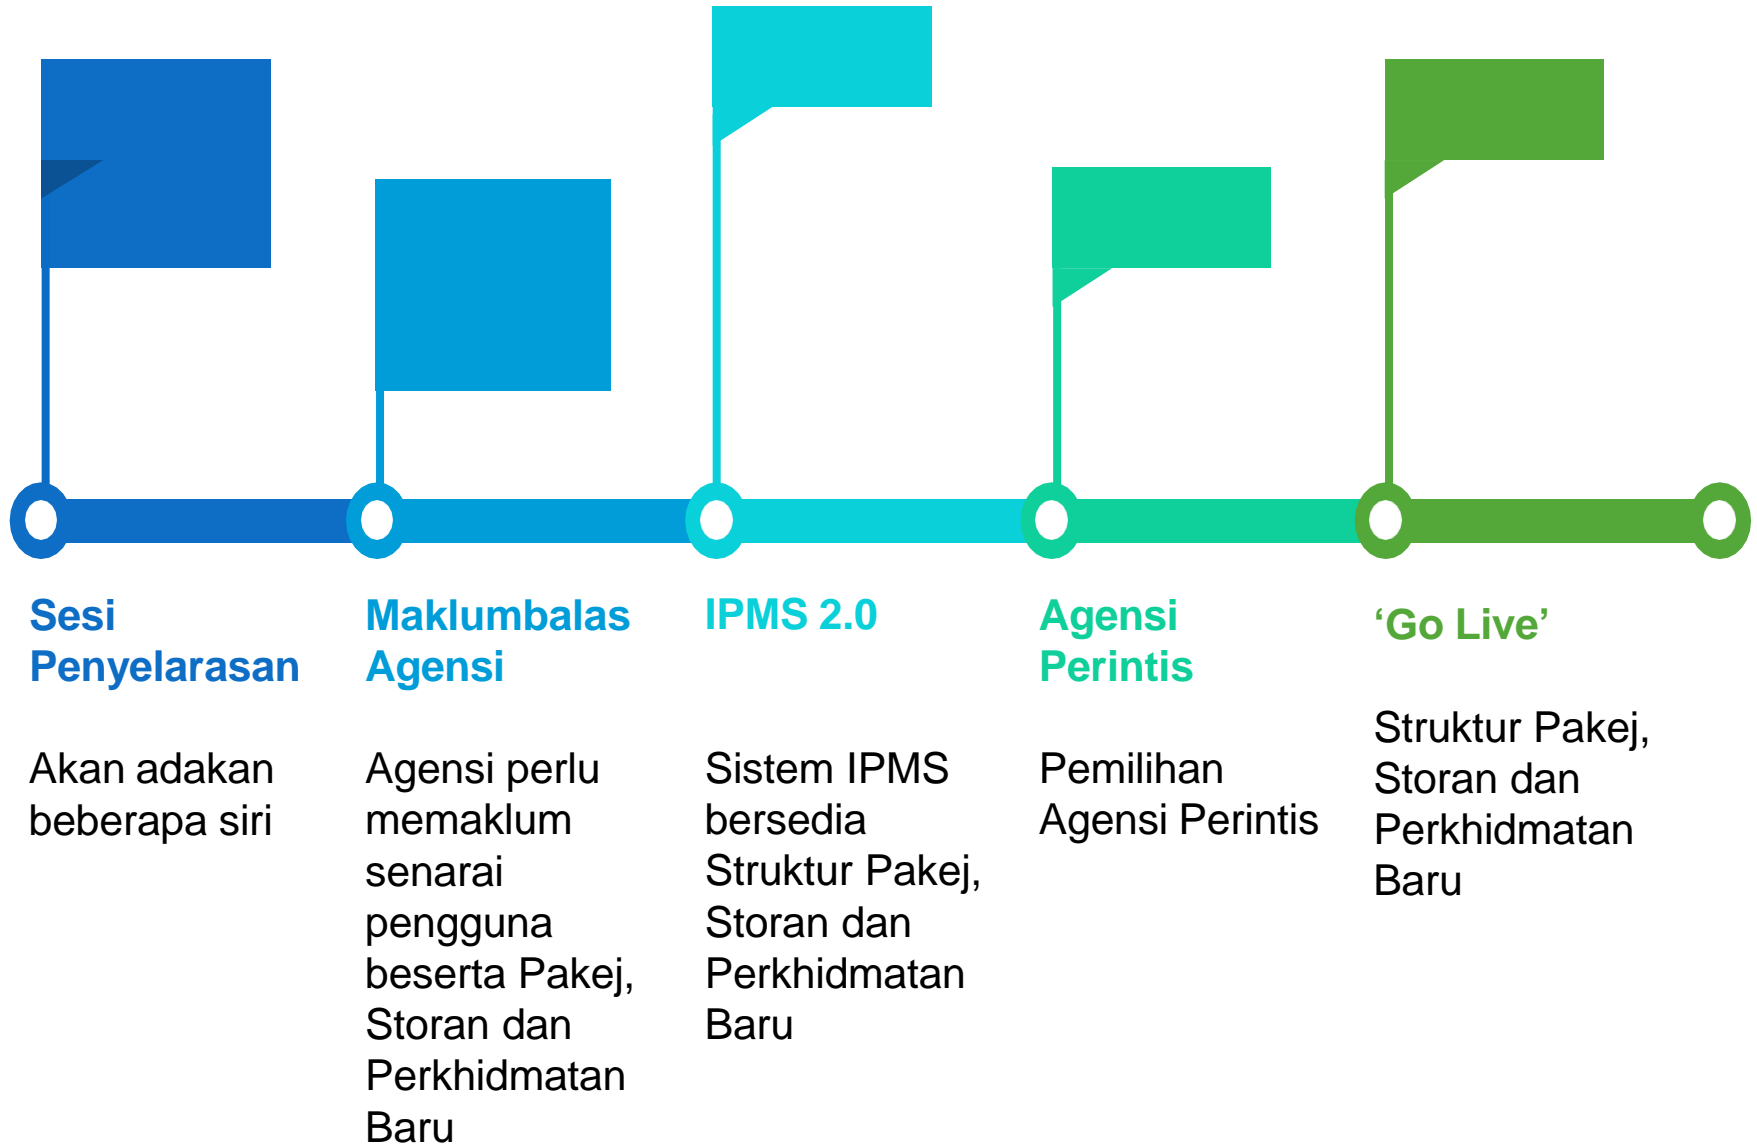 Sesi
Penyelarasan
Akan adakan
beberapa siri
Maklumbalas
Agensi
Agensi perlu
memaklum
senarai
pengguna
beserta Pakej,
Storan dan
Perkhidmatan
Baru
IPMS 2.0
Sistem IPMS
bersedia
Struktur Pakej,
Storan dan
Perkhidmatan
Baru
Agensi
Perintis
Pemilihan
Agensi Perintis
‘Go Live’
Struktur Pakej,
Storan dan
Perkhidmatan
Baru